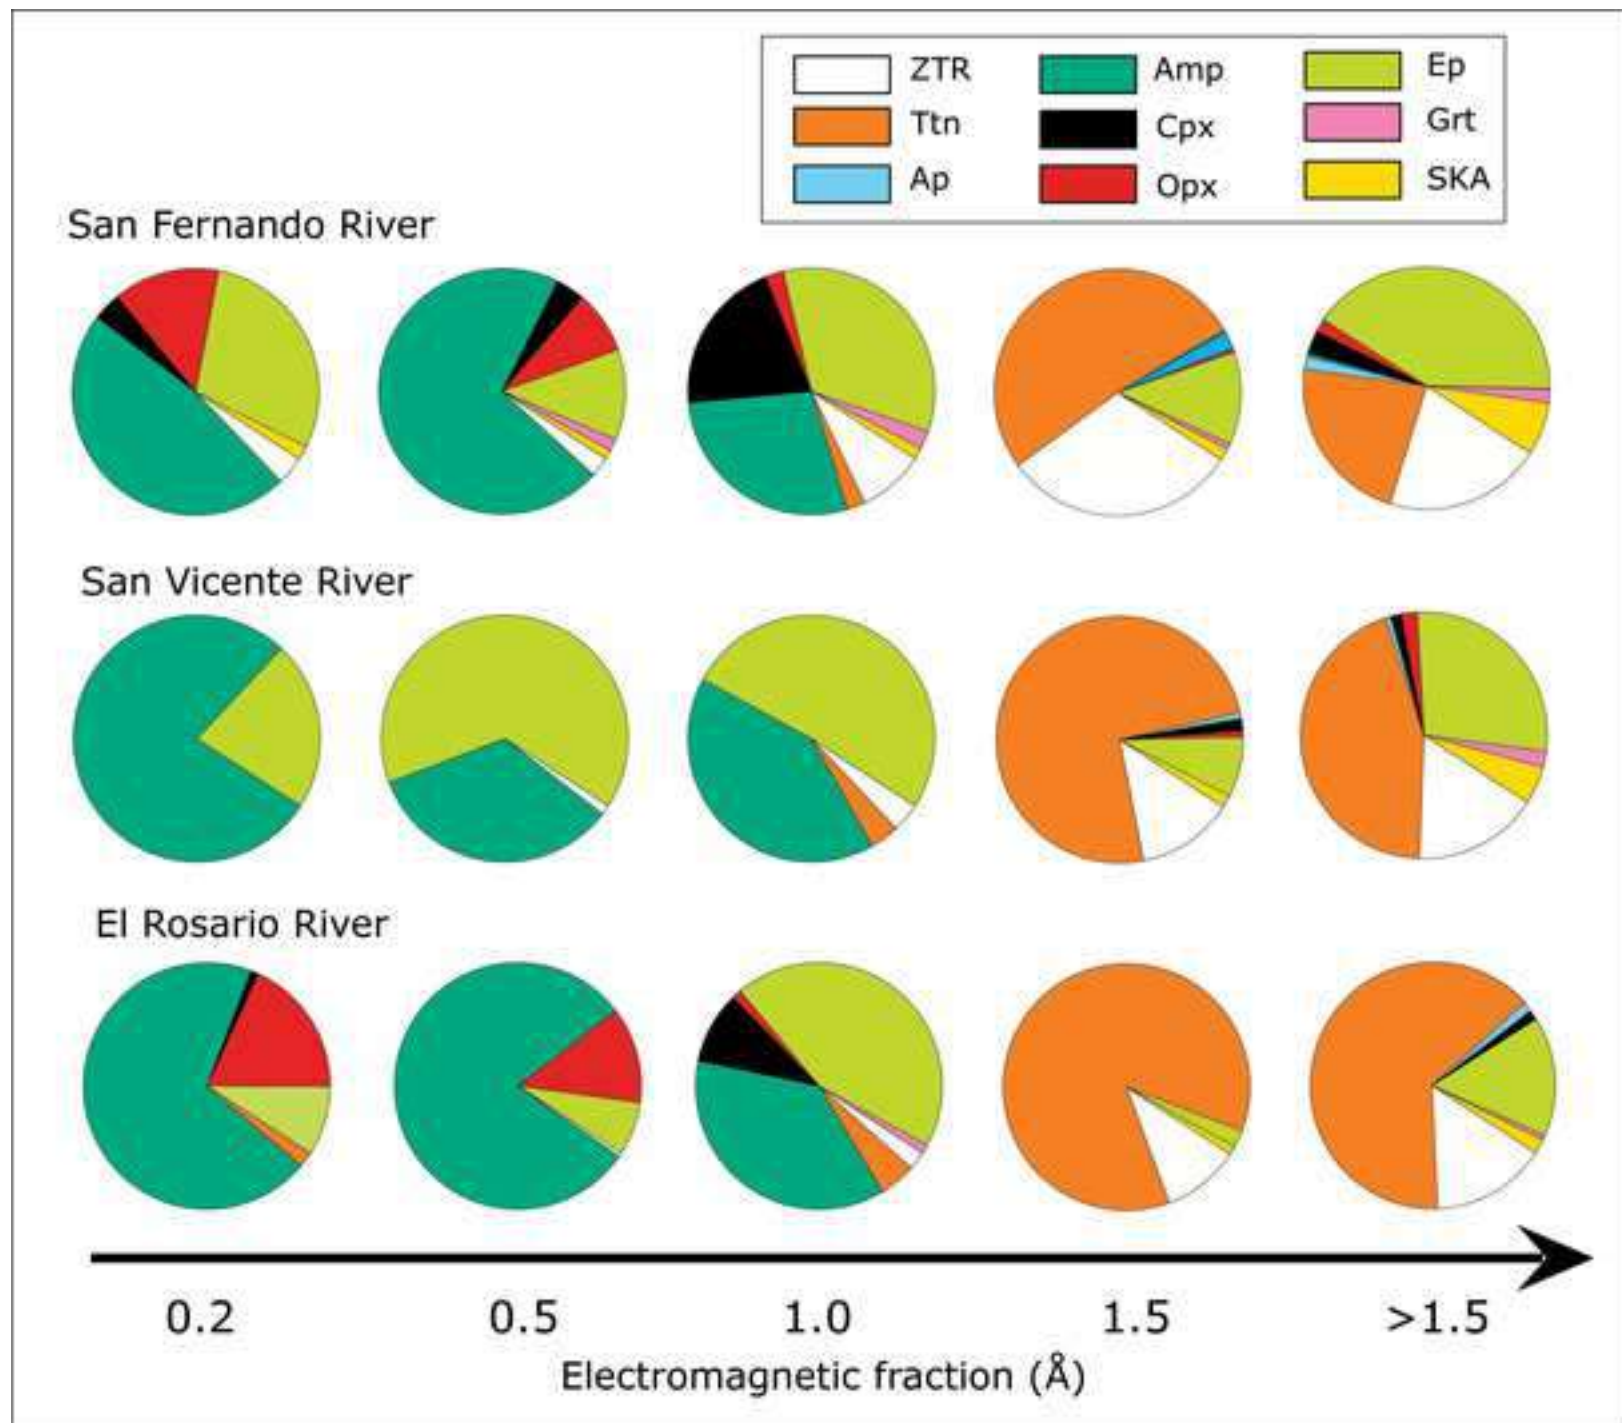 ZTR Amp Ep
Ttn Cpx Grt
Ap Opx SKA
San Fernando River
San Vicente River
El Rosario River
0.2 0.5 1.0 1.5 >1.5
Electromagnetic fraction (Å)